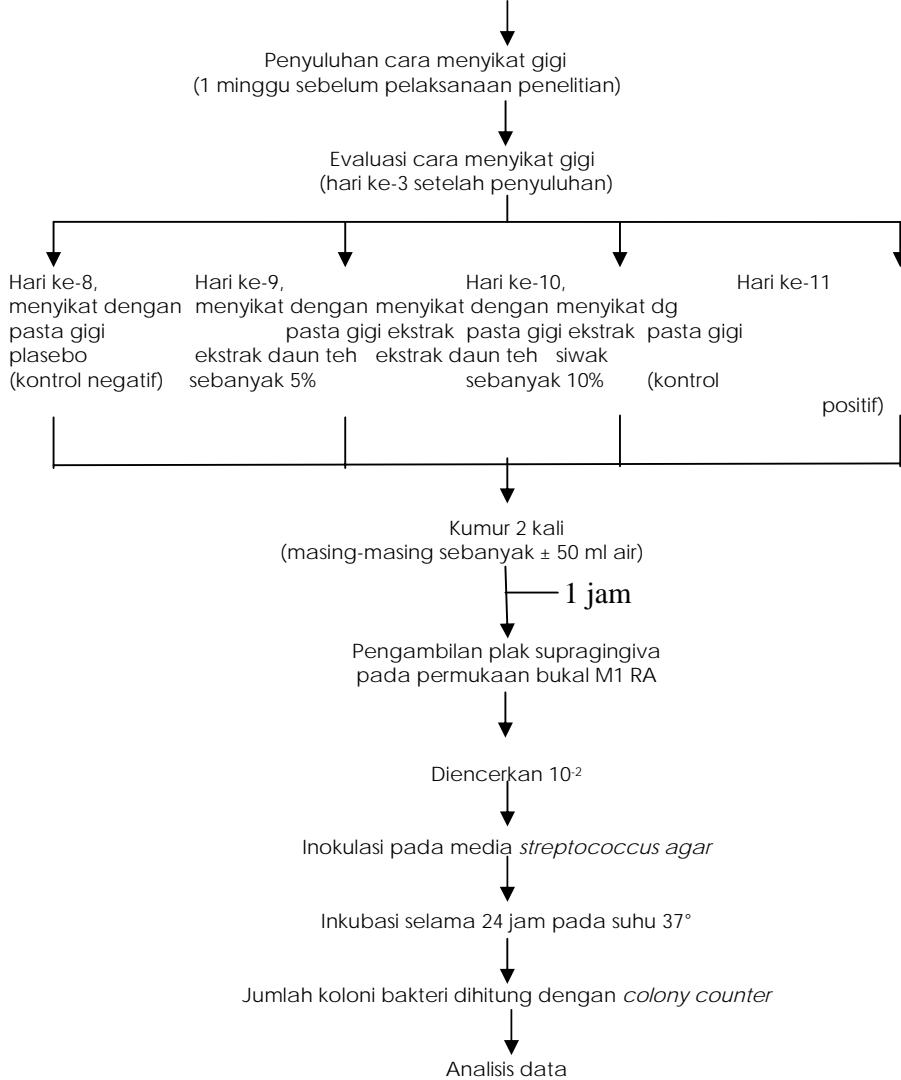 Penyuluhan cara menyikat gigi
(1 minggu sebelum pelaksanaan penelitian)
Evaluasi cara menyikat gigi
(hari ke-3 setelah penyuluhan)
Hari ke-8, Hari ke-9, Hari ke-10, Hari ke-11
menyikat dengan menyikat dengan menyikat dengan menyikat dg
pasta gigi pasta gigi ekstrak pasta gigi ekstrak pasta gigi
plasebo ekstrak daun teh ekstrak daun teh siwak
(kontrol negatif) sebanyak 5% sebanyak 10% (kontrol
positif)
Kumur 2 kali
(masing-masing sebanyak ± 50 ml air)
1 jam
Pengambilan plak supragingiva
pada permukaan bukal M1 RA
Diencerkan 10⁻²
Inokulasi pada media streptococcus agar
Inkubasi selama 24 jam pada suhu 37°
Jumlah koloni bakteri dihitung dengan colony counter
Analisis data